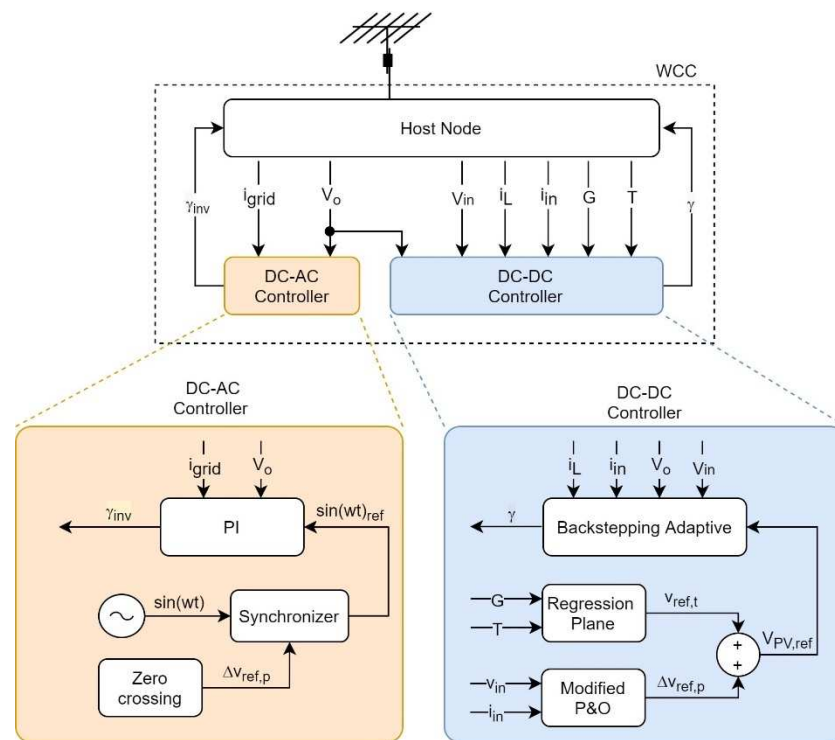 WCC
Host Node
γinv
igrid
Vo
Vin
iL
iin
G
T
γ
DC-AC
Controller
DC-DC
Controller
DC-AC
Controller
igrid
Vo
γinv
PI
sin(wt)ref
sin(wt)
Synchronizer
Zero
crossing
Δvref,p
DC-DC
Controller
iL
iin
Vo
Vin
γ
Backstepping Adaptive
G
T
Regression
Plane
vref,t
+
+
VPV,ref
vin
iin
Modified
P&O
Δvref,p